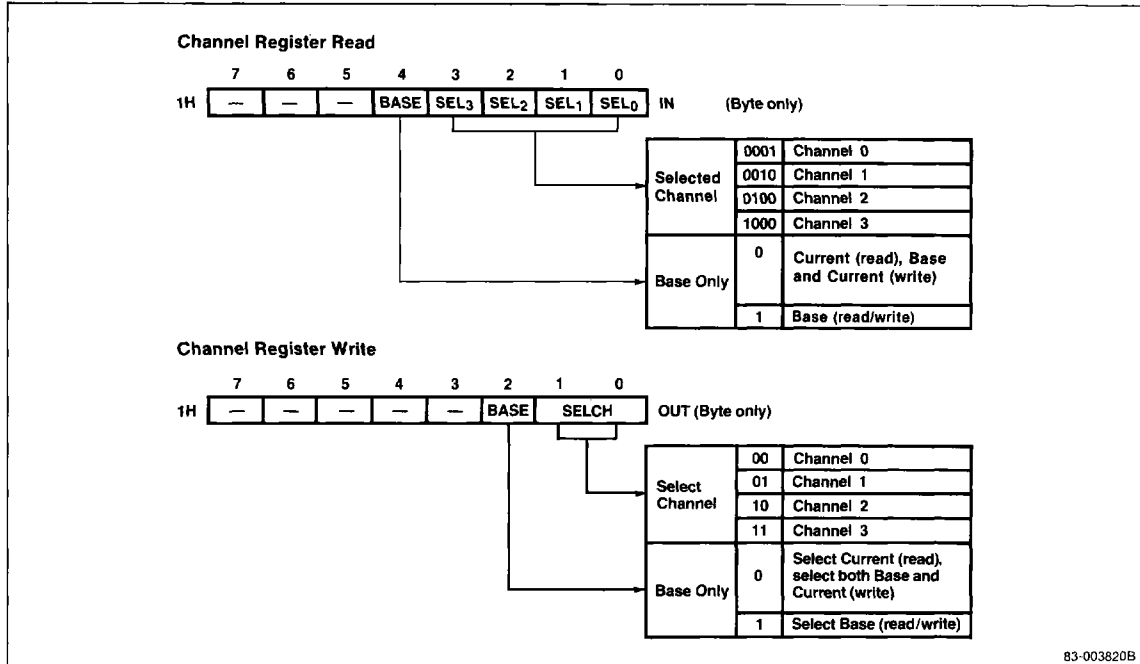 Channel Register Read
7 6 5 4 3 2 1 0
1H — — — BASE SEL3 SEL2 SEL1 SEL0 IN (Byte only)
Selected Channel
0001 Channel 0
0010 Channel 1
0100 Channel 2
1000 Channel 3
Base Only
0 Current (read), Base
and Current (write)
1 Base (read/write)
Channel Register Write
7 6 5 4 3 2 1 0
1H — — — — — BASE SELCH OUT (Byte only)
Select
Channel
00 Channel 0
01 Channel 1
10 Channel 2
11 Channel 3
Base Only
0 Select Current (read),
select both Base and
Current (write)
1 Select Base (read/write)
83-003820B